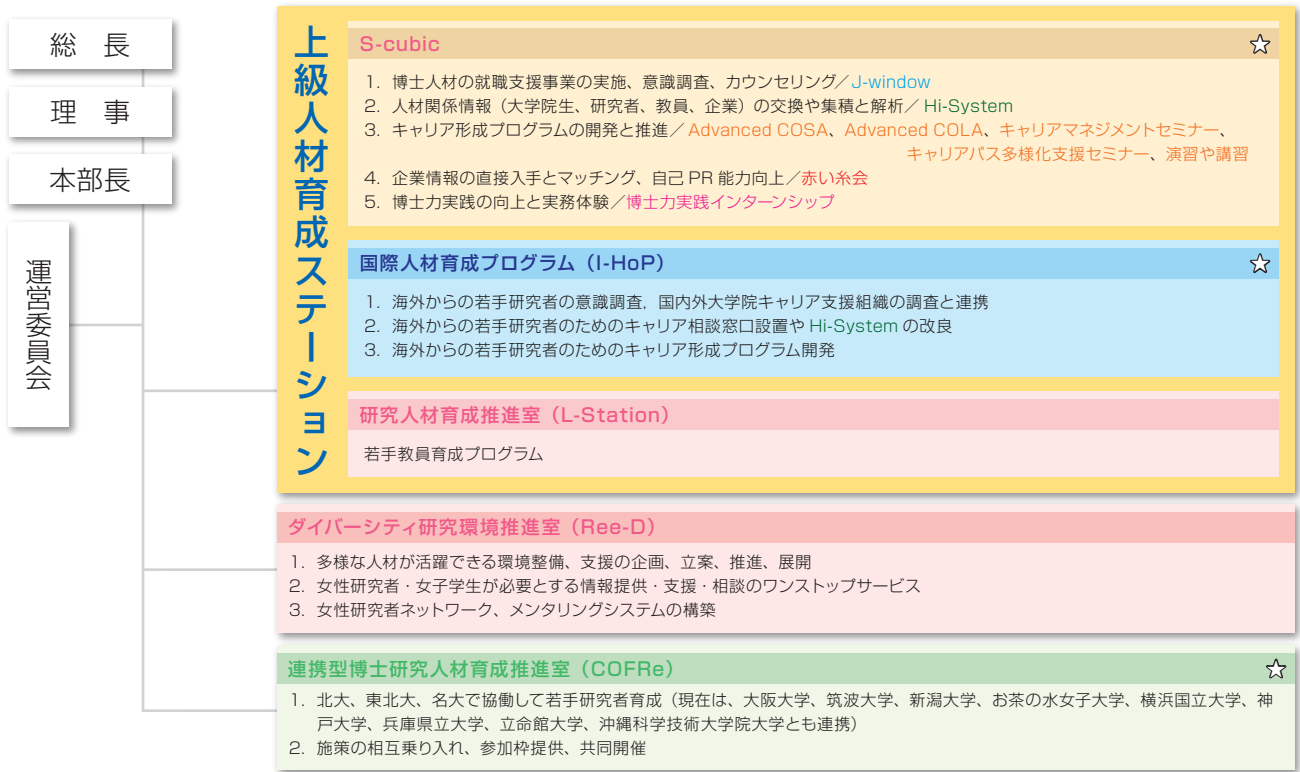 総 長
理 事
本部長
運営委員会
上級人材育成ステーション
S-cubic ☆
1. 博士人材の就職支援事業の実施、意識調査、カウンセリング／J-window
2. 人材関係情報（大学院生、研究者、教員、企業）の交換や集積と解析／Hi-System
3. キャリア形成プログラムの開発と推進／Advanced COSA、Advanced COLA、キャリアマネジメントセミナー、
キャリアパス多様化支援セミナー、演習や講習
4. 企業情報の直接入手とマッチング、自己 PR 能力向上／赤い糸会
5. 博士力実践の向上と実務体験／博士力実践インターンシップ
国際人材育成プログラム（I-HoP） ☆
1. 海外からの若手研究者の意識調査，国内外大学院キャリア支援組織の調査と連携
2. 海外からの若手研究者のためのキャリア相談窓口設置や Hi-System の改良
3. 海外からの若手研究者のためのキャリア形成プログラム開発
研究人材育成推進室（L-Station）
若手教員育成プログラム
ダイバーシティ研究環境推進室（Ree-D）
1. 多様な人材が活躍できる環境整備、支援の企画、立案、推進、展開
2. 女性研究者・女子学生が必要とする情報提供・支援・相談のワンストップサービス
3. 女性研究者ネットワーク、メンタリングシステムの構築
連携型博士研究人材育成推進室（COFRe） ☆
1. 北大、東北大、名大で協働して若手研究者育成（現在は、大阪大学、筑波大学、新潟大学、お茶の水女子大学、横浜国立大学、神
戸大学、兵庫県立大学、立命館大学、沖縄科学技術大学院大学とも連携）
2. 施策の相互乗り入れ、参加枠提供、共同開催